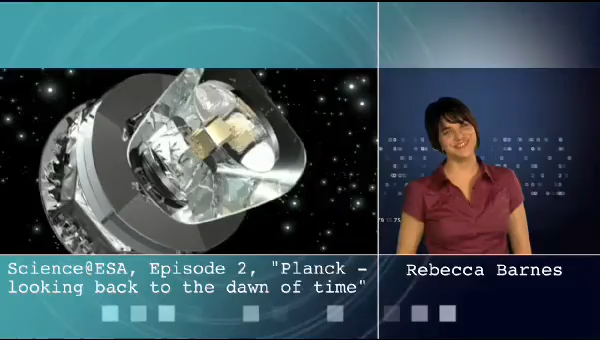 Science@ESA, Episode 2, "Planck -
looking back to the dawn of time"
Rebecca Barnes